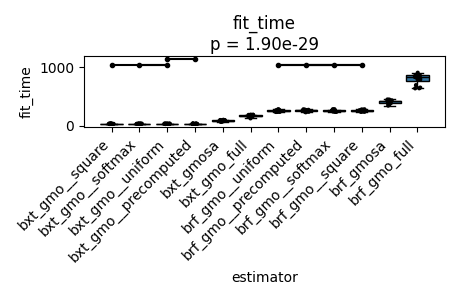 fit_time
p = 1.90e-29
fit_time
1000
0
bxt_gmo__square
bxt_gmo__softmax
bxt_gmo__uniform
bxt_gmo__precomputed
bxt_gmosa
bxt_gmo_full
brf_gmo__uniform
brf_gmo__precomputed
brf_gmo__softmax
brf_gmo__square
brf_gmosa
brf_gmo_full
estimator